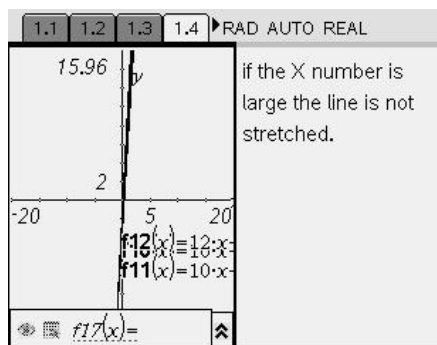 1.1 1.2 1.3 1.4 RAD AUTO REAL
15.96 y
if the X number is
large the line is not
stretched.
2
-20 5 20
f12(x)=12·x
f11(x)=10·x
f17(x)=